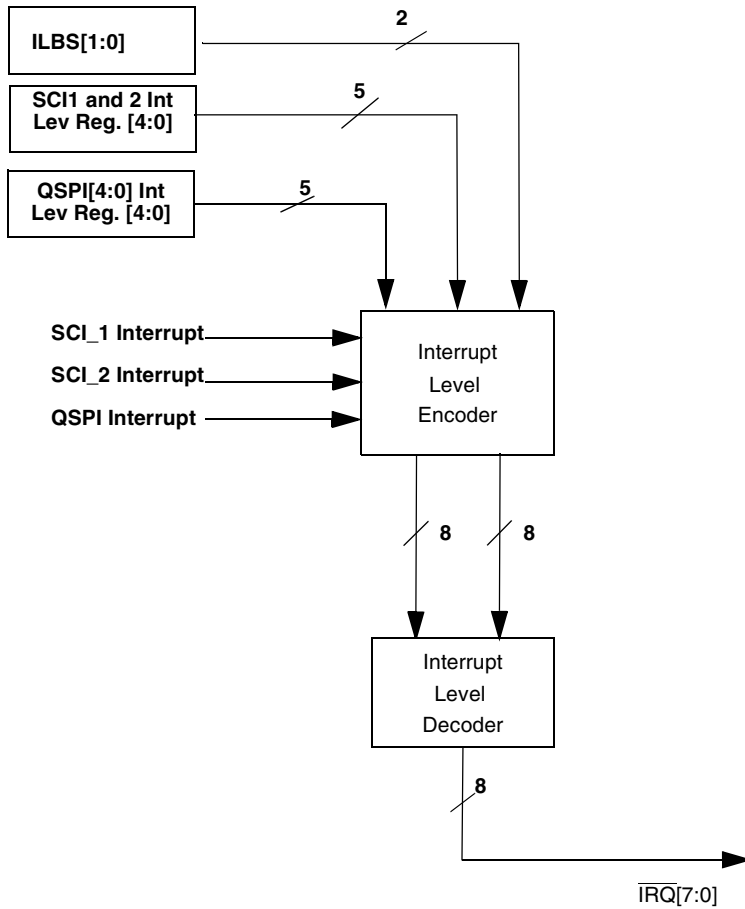 2
ILBS[1:0]
5
SCI1 and 2 Int
Lev Reg. [4:0]
5
QSPI[4:0] Int
Lev Reg. [4:0]
SCI_1 Interrupt
SCI_2 Interrupt
QSPI Interrupt
Interrupt
Level
Encoder
8
8
Interrupt
Level
Decoder
8
I̅R̅Q̅[7:0]